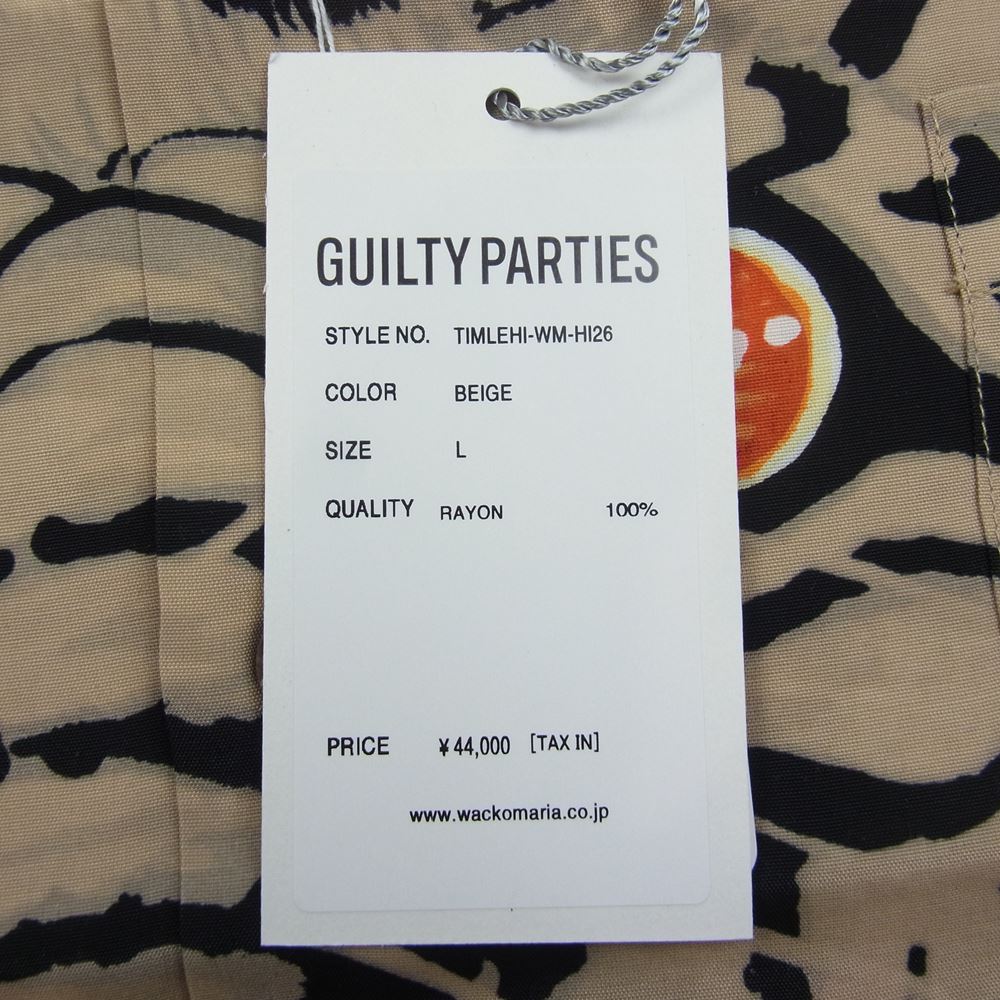 GUILTY PARTIES
STYLE NO. TIMLEHI-WM-HI26
COLOR BEIGE
SIZE L
QUALITY RAYON 100%
PRICE ¥44,000 [TAX IN]
www.wackomaria.co.jp